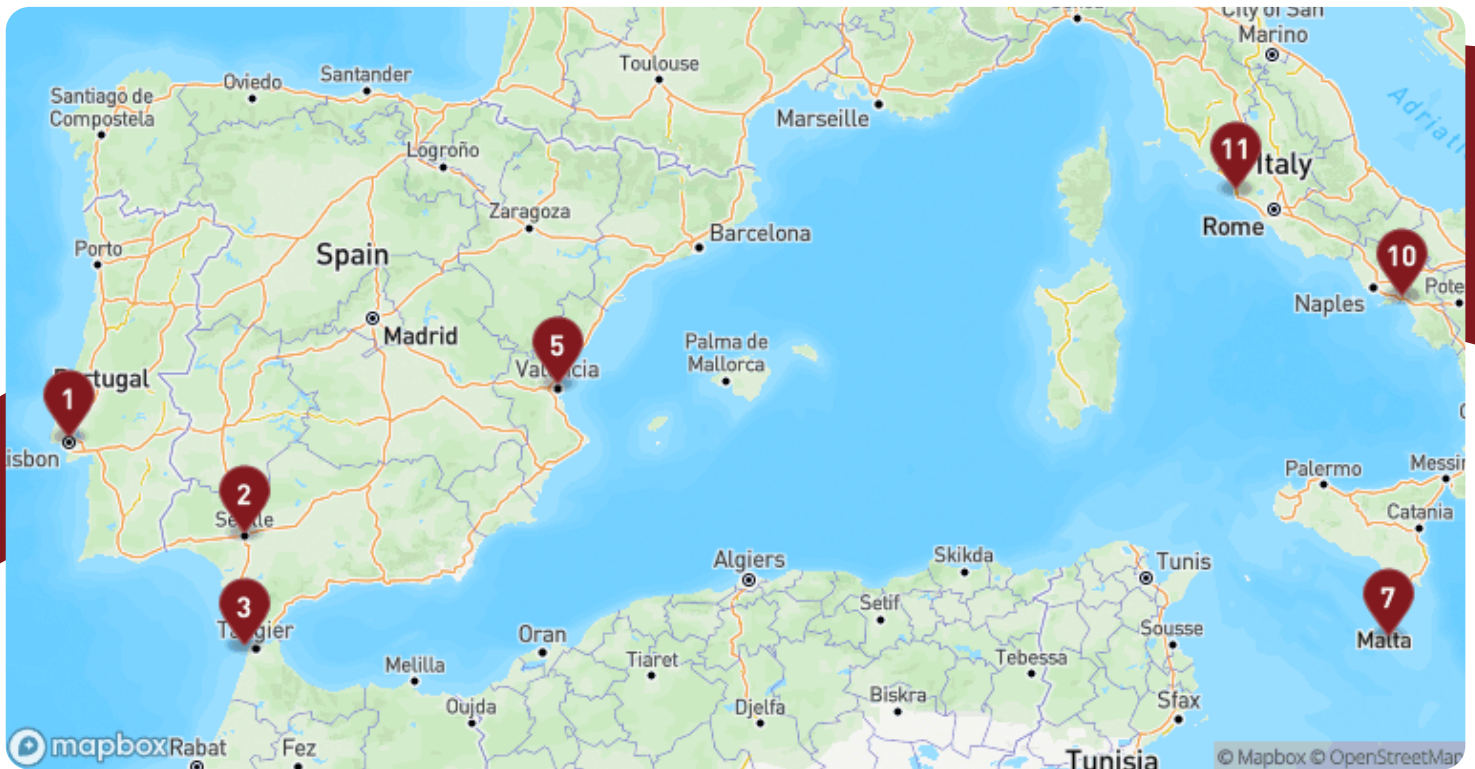 City of San
Marino
Toulouse
Santander
Oviedo
Santiago de
Compostela
Marseille
Adriati
Logroño
11
Italy
Zaragoza
Rome
Barcelona
Porto
Spain
10
Pote
Naples
Madrid
Palma de
Mallorca
5
Valencia
Portugal
1
isbon
Palermo
Messin
2
Seville
Catania
Algiers
Skikda
Tunis
3
7
Setif
Tangier
Oran
Sousse
Malta
Melilla
Tiaret
Tebessa
Biskra
Sfax
Oujda
Djelfa
mapbox
Rabat
Fez
Tunisia
© Mapbox © OpenStreetMap